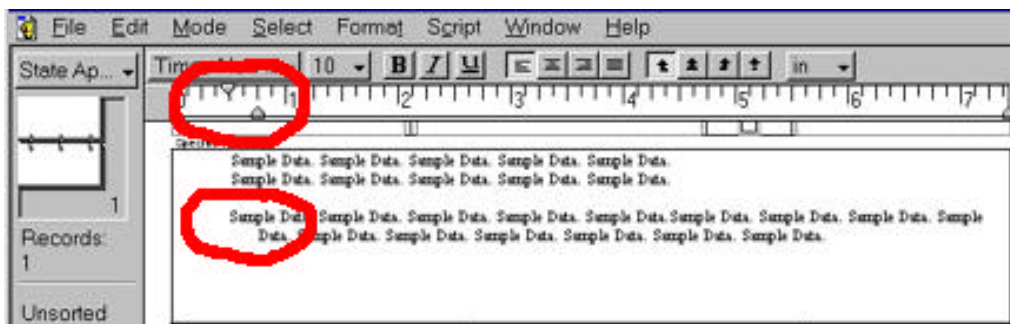 File Edit Mode Select Format Script Window Help
State Ap... 10 B I U in
1 2 3 4 5 6 7
Sample Data. Sample Data. Sample Data. Sample Data. Sample Data.
Sample Data. Sample Data. Sample Data. Sample Data. Sample Data.
Sample Data. Sample Data. Sample Data. Sample Data. Sample Data. Sample Data. Sample Data. Sample Data. Sample
Data. Sample Data. Sample Data. Sample Data. Sample Data. Sample Data. Sample Data.
1
Records:
1
Unsorted